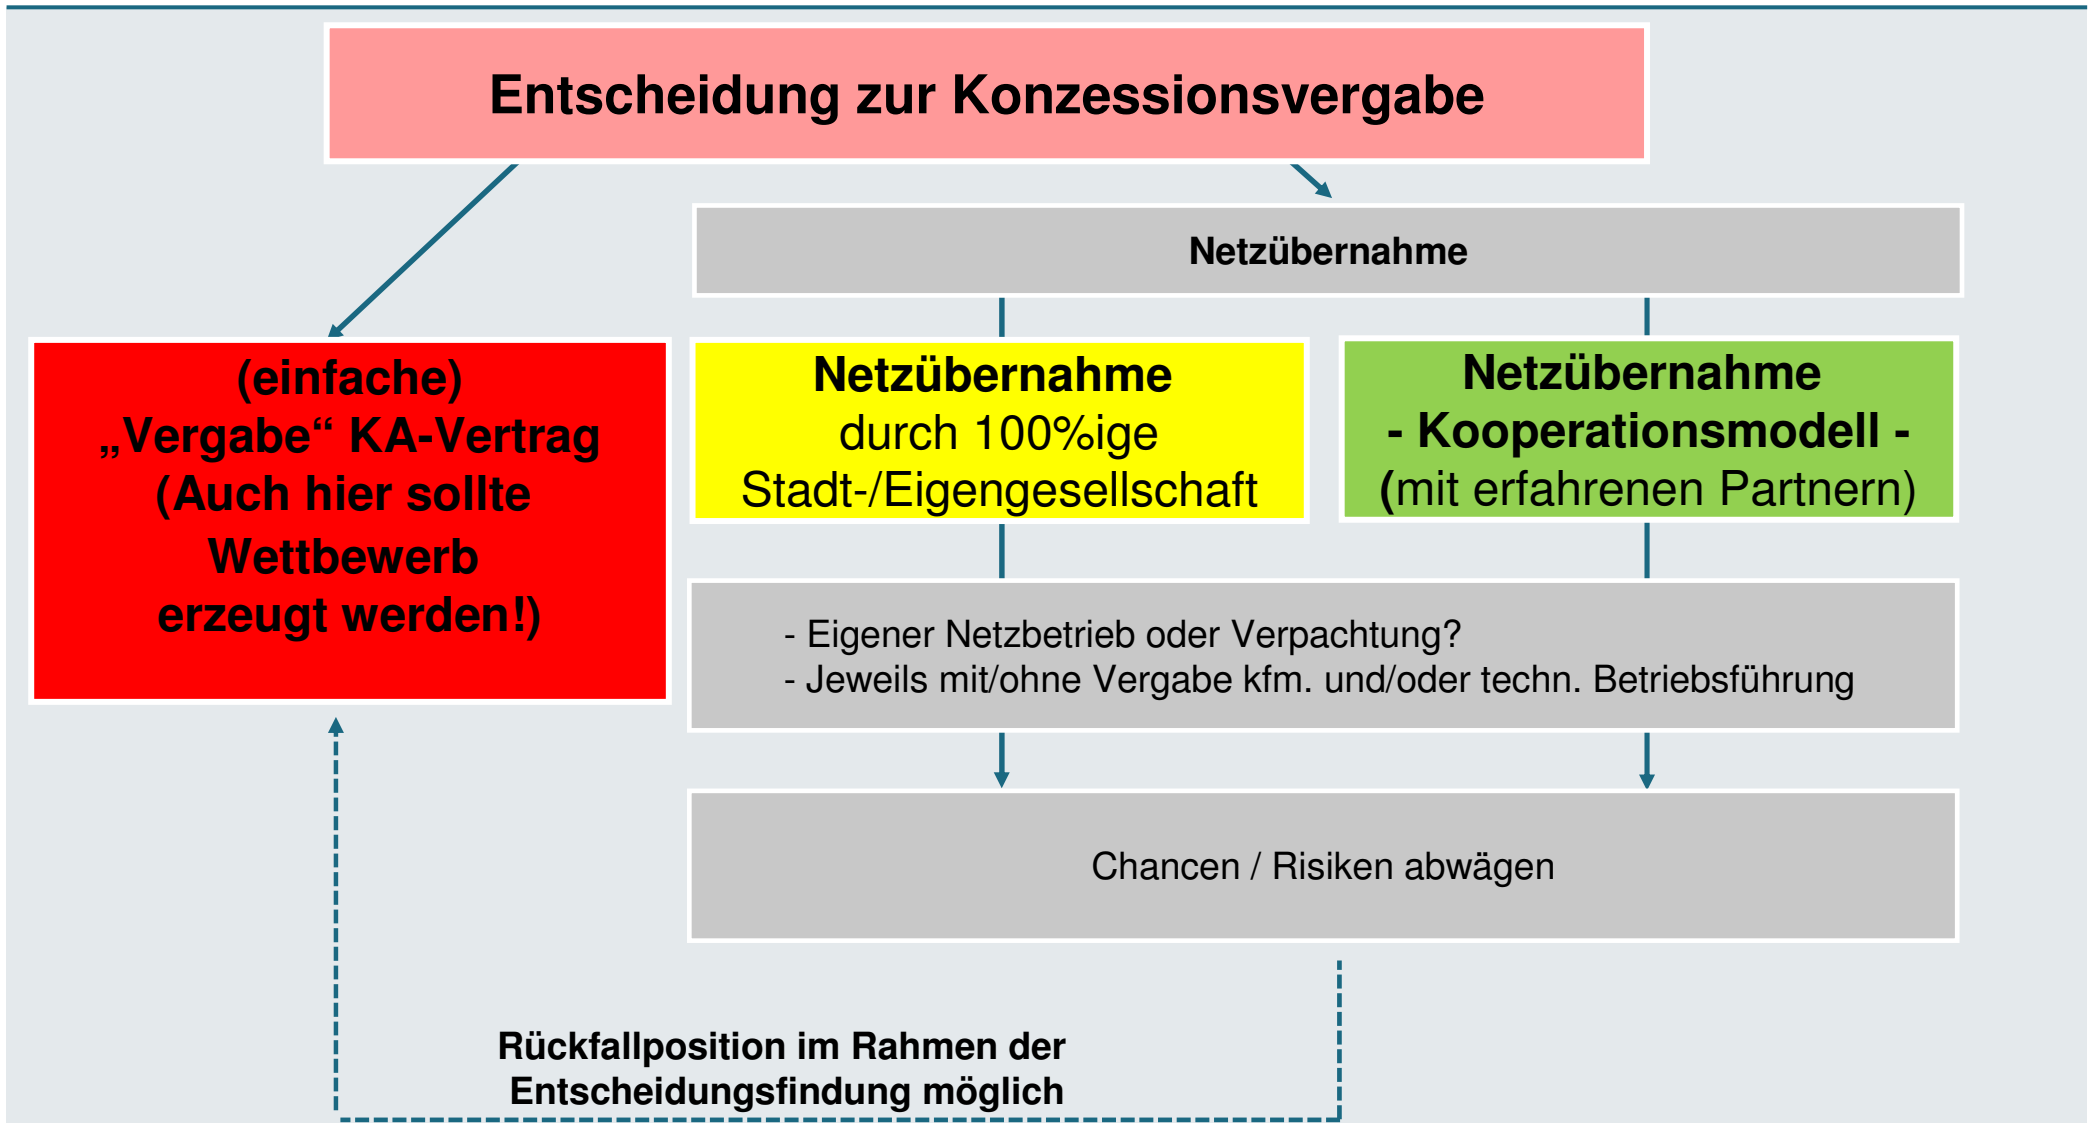 Entscheidung zur Konzessionsvergabe
Netzübernahme
(einfache)
„Vergabe“ KA-Vertrag
(Auch hier sollte
Wettbewerb
erzeugt werden!)
Netzübernahme
durch 100%ige
Stadt-/Eigengesellschaft
Netzübernahme
- Kooperationsmodell -
(mit erfahrenen Partnern)
- Eigener Netzbetrieb oder Verpachtung?
- Jeweils mit/ohne Vergabe kfm. und/oder techn. Betriebsführung
Chancen / Risiken abwägen
Rückfallposition im Rahmen der
Entscheidungsfindung möglich